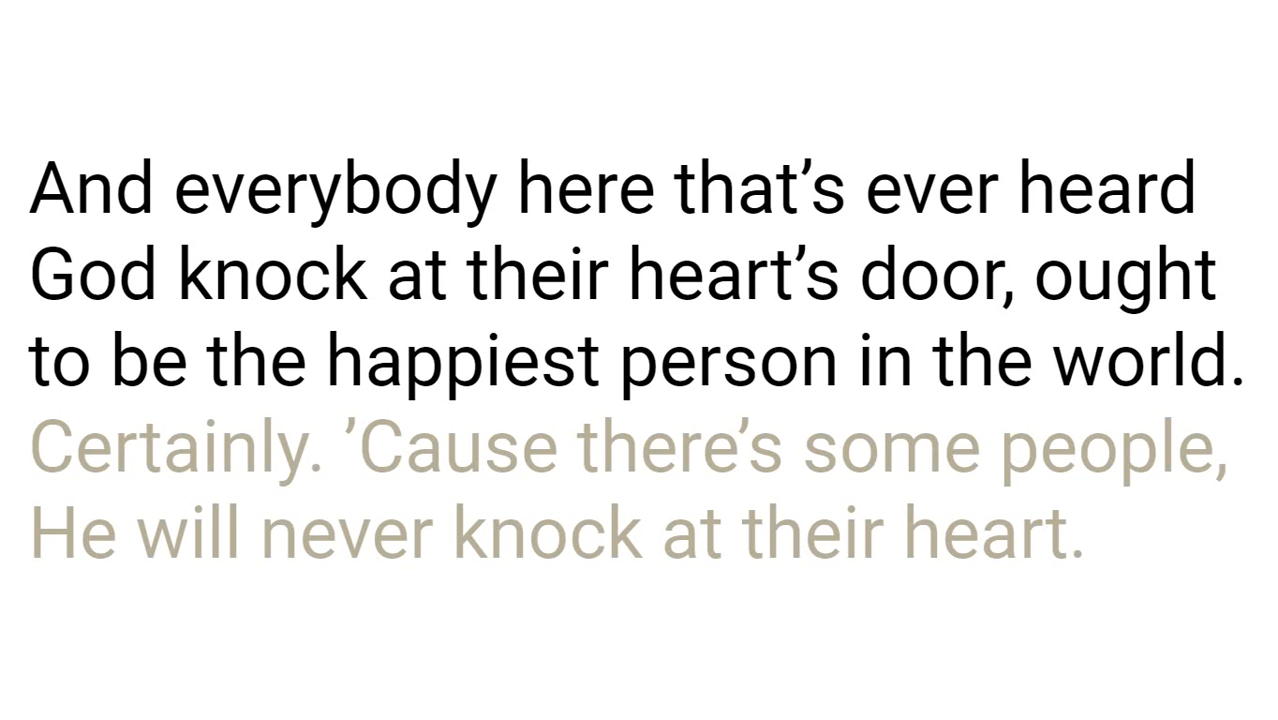 And everybody here that’s ever heard
God knock at their heart’s door, ought
to be the happiest person in the world.
Certainly. ’Cause there’s some people,
He will never knock at their heart.